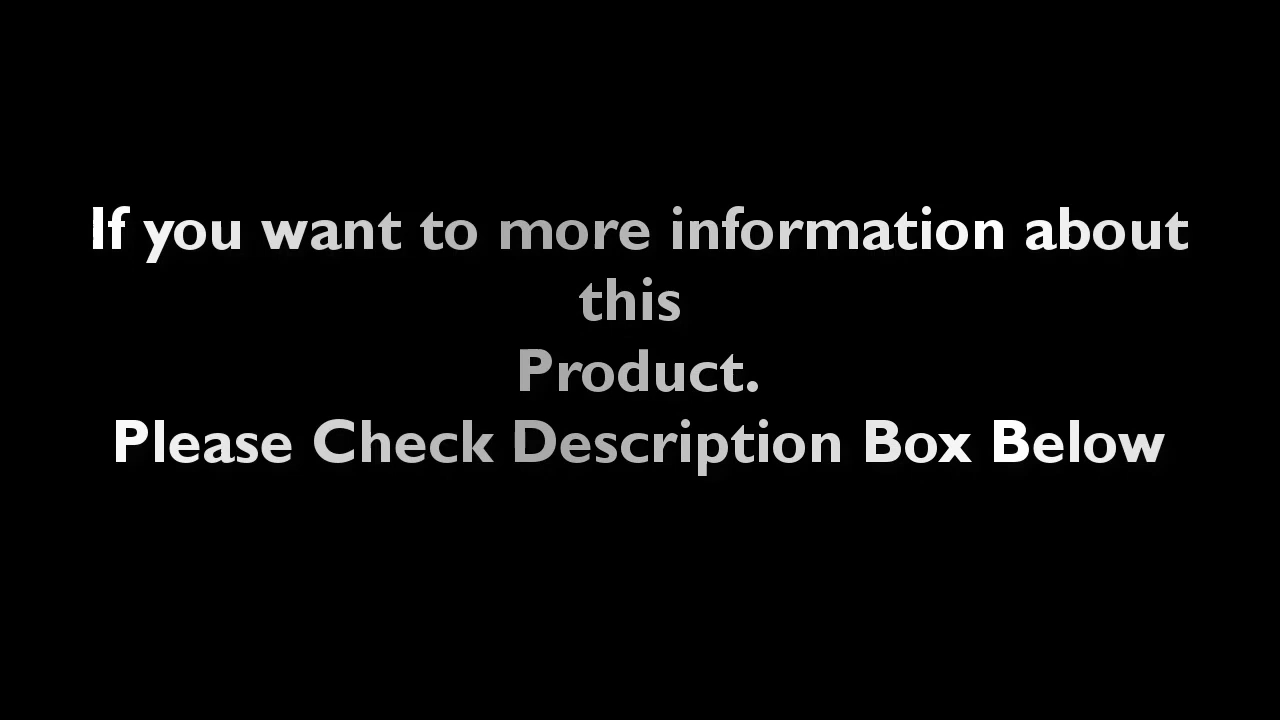 If you want to more information about
this
Product.
Please Check Description Box Below